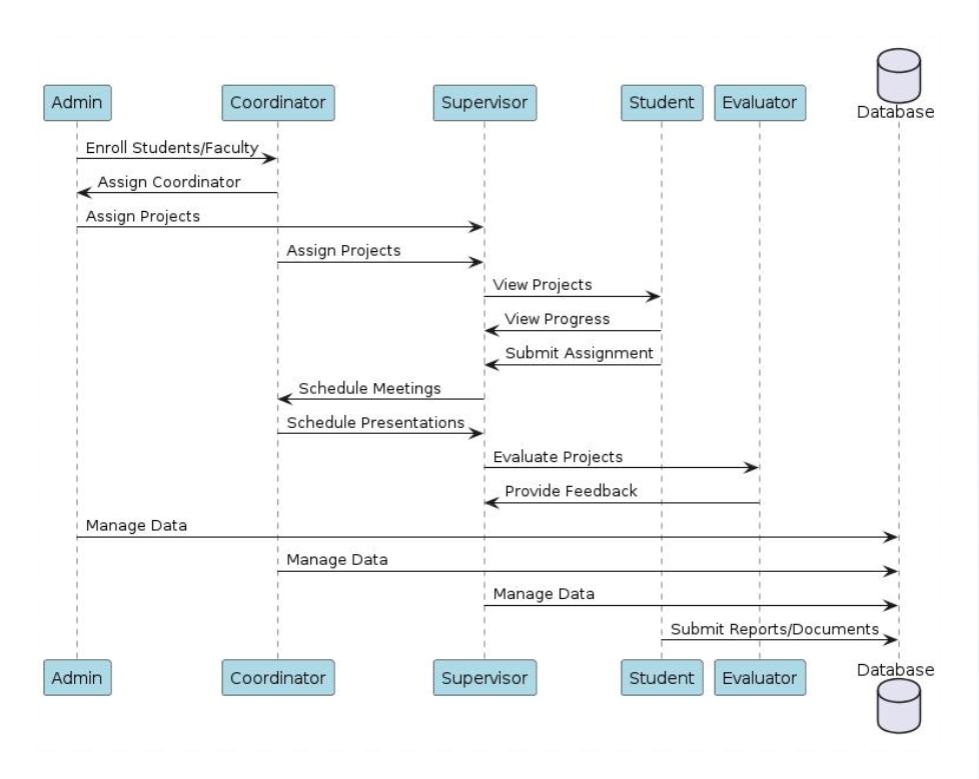 Admin
Coordinator
Supervisor
Student
Evaluator
Database
Enroll Students/Faculty
Assign Coordinator
Assign Projects
Assign Projects
View Projects
View Progress
Submit Assignment
Schedule Meetings
Schedule Presentations
Evaluate Projects
Provide Feedback
Manage Data
Manage Data
Manage Data
Submit Reports/Documents
Admin
Coordinator
Supervisor
Student
Evaluator
Database